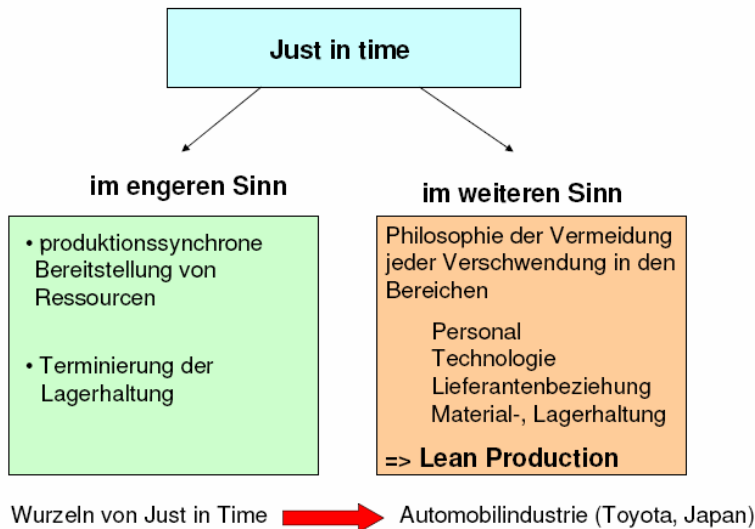 Just in time
im engeren Sinn
• produktionssynchrone
Bereitstellung von
Ressourcen
• Terminierung der
Lagerhaltung
im weiteren Sinn
Philosophie der Vermeidung
jeder Verschwendung in den
Bereichen
Personal
Technologie
Lieferantenbeziehung
Material-, Lagerhaltung
=> Lean Production
Wurzeln von Just in Time
Automobilindustrie (Toyota, Japan)